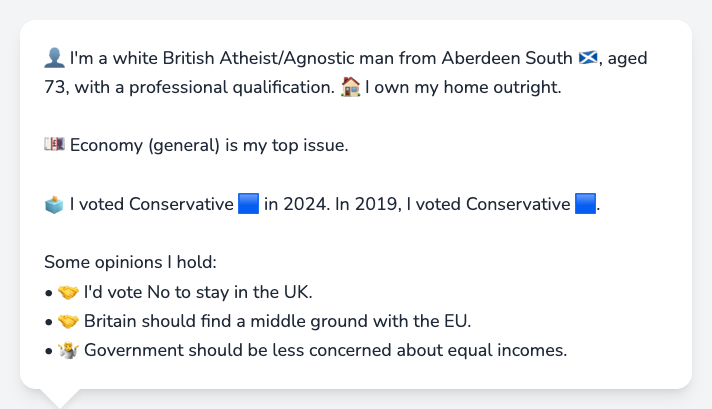 👤 I'm a white British Atheist/Agnostic man from Aberdeen South 🏴󠁧󠁢󠁳󠁣󠁴󠁿, aged
73, with a professional qualification. 🏠 I own my home outright.
💷 Economy (general) is my top issue.
🗳️ I voted Conservative 🟦 in 2024. In 2019, I voted Conservative 🟦.
Some opinions I hold:
• 🤝 I'd vote No to stay in the UK.
• 🤝 Britain should find a middle ground with the EU.
• 🤷 Government should be less concerned about equal incomes.